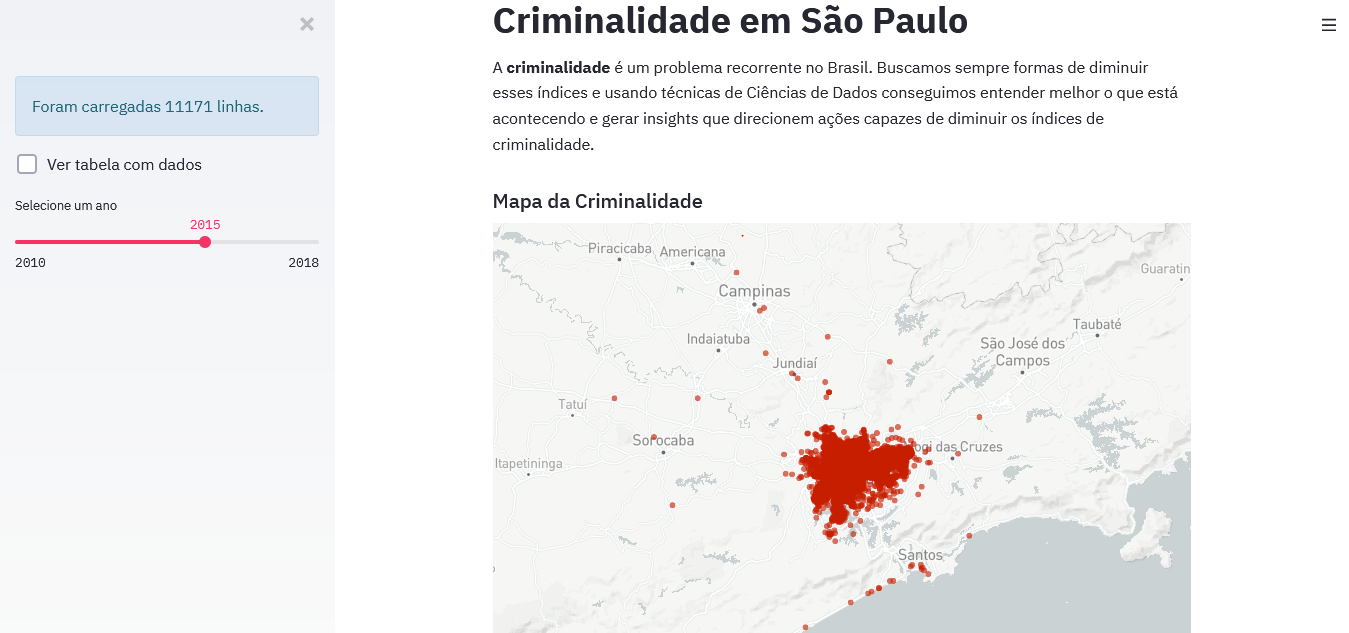 ×
Foram carregadas 11171 linhas.
Ver tabela com dados
Selecione um ano
2015
2010 2018
Criminalidade em São Paulo
A criminalidade é um problema recorrente no Brasil. Buscamos sempre formas de diminuir
esses índices e usando técnicas de Ciências de Dados conseguimos entender melhor o que está
acontecendo e gerar insights que direcionem ações capazes de diminuir os índices de
criminalidade.
Mapa da Criminalidade
Piracicaba
Americana
Guaratin
Campinas
Taubaté
Indaiatuba
São José dos
Campos
Jundiaí
Tatuí
Sorocaba
ogi das Cruzes
Itapetininga
Santos